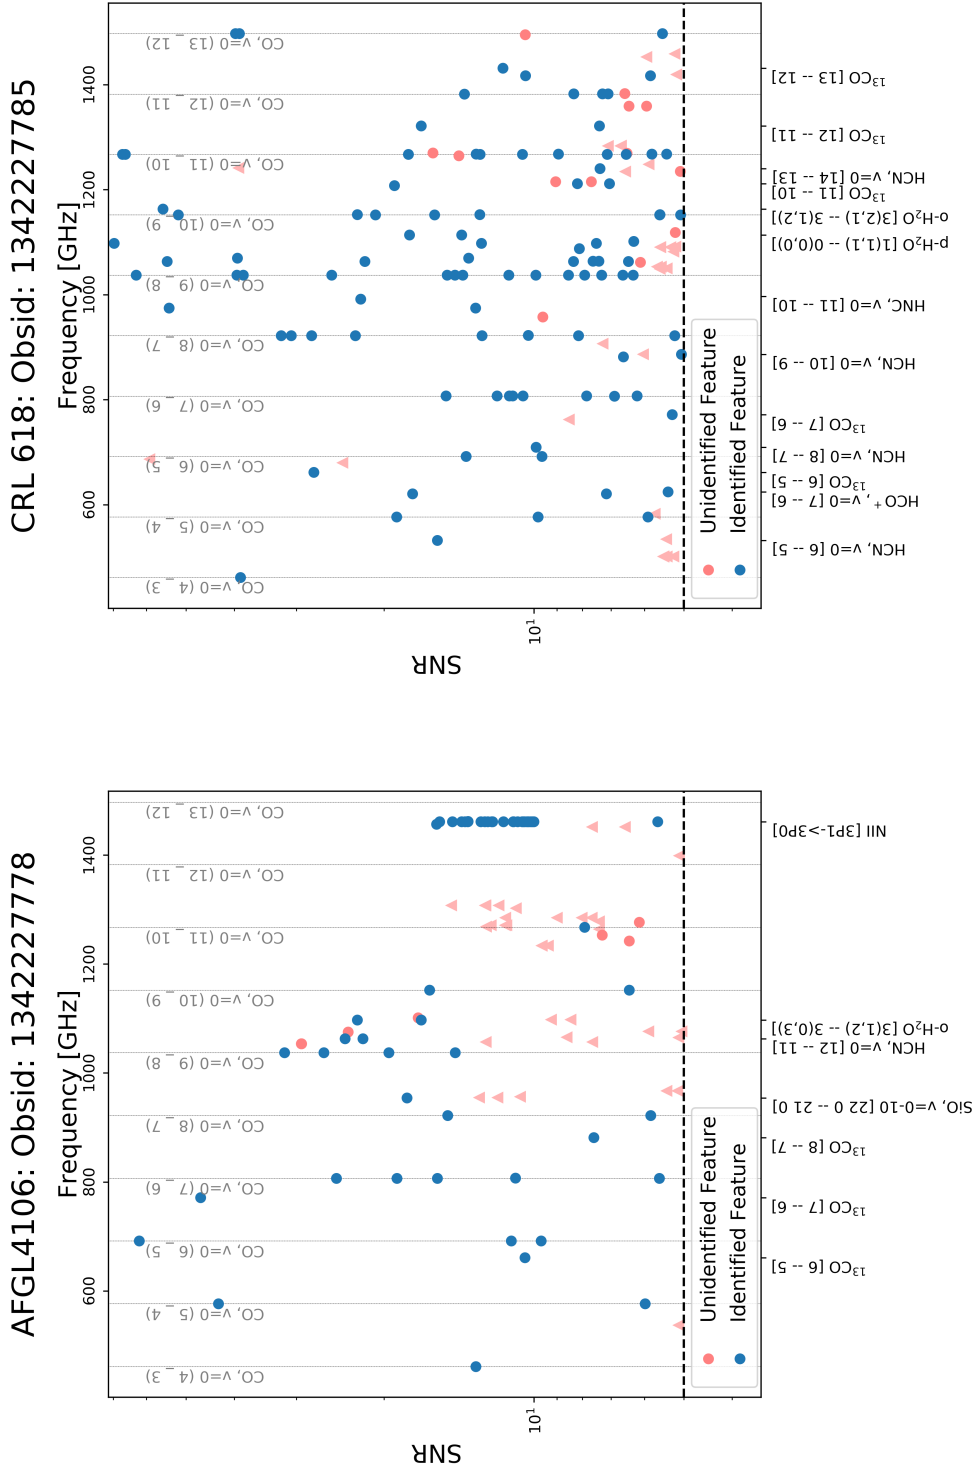 AFGL4106: Obsid: 1342227778
Frequency [GHz]
600
800
1000
1200
1400
SNR
10¹
CO, v=0 (4 _ 3)
CO, v=0 (5 _ 4)
CO, v=0 (6 _ 5)
CO, v=0 (7 _ 6)
CO, v=0 (8 _ 7)
CO, v=0 (9 _ 8)
CO, v=0 (10 _ 9)
CO, v=0 (11 _ 10)
CO, v=0 (12 _ 11)
CO, v=0 (13 _ 12)
Unidentified Feature
Identified Feature
¹³CO [6 -- 5]
¹³CO [7 -- 6]
¹³CO [8 -- 7]
SiO, v=0-10 [22 0 -- 21 0]
HCN, v=0 [12 -- 11]
o-H₂O [3(1,2) -- 3(0,3)]
NII [3P1->3P0]
CRL 618: Obsid: 1342227785
Frequency [GHz]
600
800
1000
1200
1400
SNR
10¹
CO, v=0 (4 _ 3)
CO, v=0 (5 _ 4)
CO, v=0 (6 _ 5)
CO, v=0 (7 _ 6)
CO, v=0 (8 _ 7)
CO, v=0 (9 _ 8)
CO, v=0 (10 _ 9)
CO, v=0 (11 _ 10)
CO, v=0 (12 _ 11)
CO, v=0 (13 _ 12)
Unidentified Feature
Identified Feature
HCN, v=0 [6 -- 5]
HCO⁺, v=0 [7 -- 6]
¹³CO [6 -- 5]
HCN, v=0 [8 -- 7]
¹³CO [7 -- 6]
HCN, v=0 [10 -- 9]
HNC, v=0 [11 -- 10]
p-H₂O [1(1,1) -- 0(0,0)]
o-H₂O [3(2,1) -- 3(1,2)]
¹³CO [11 -- 10]
HCN, v=0 [14 -- 13]
¹³CO [12 -- 11]
¹³CO [13 -- 12]